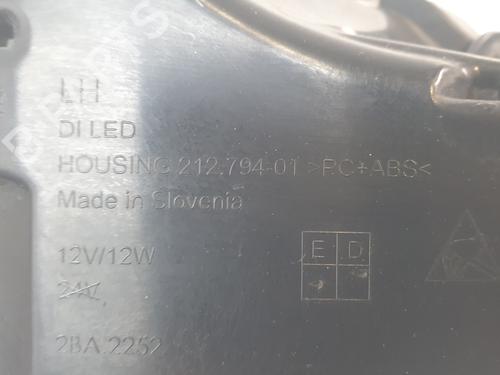 LH
DI LED
HOUSING 212.794-01 >PC+ABS<
Made in Slovenia
12V/12W
24V
E D
2BA.2252